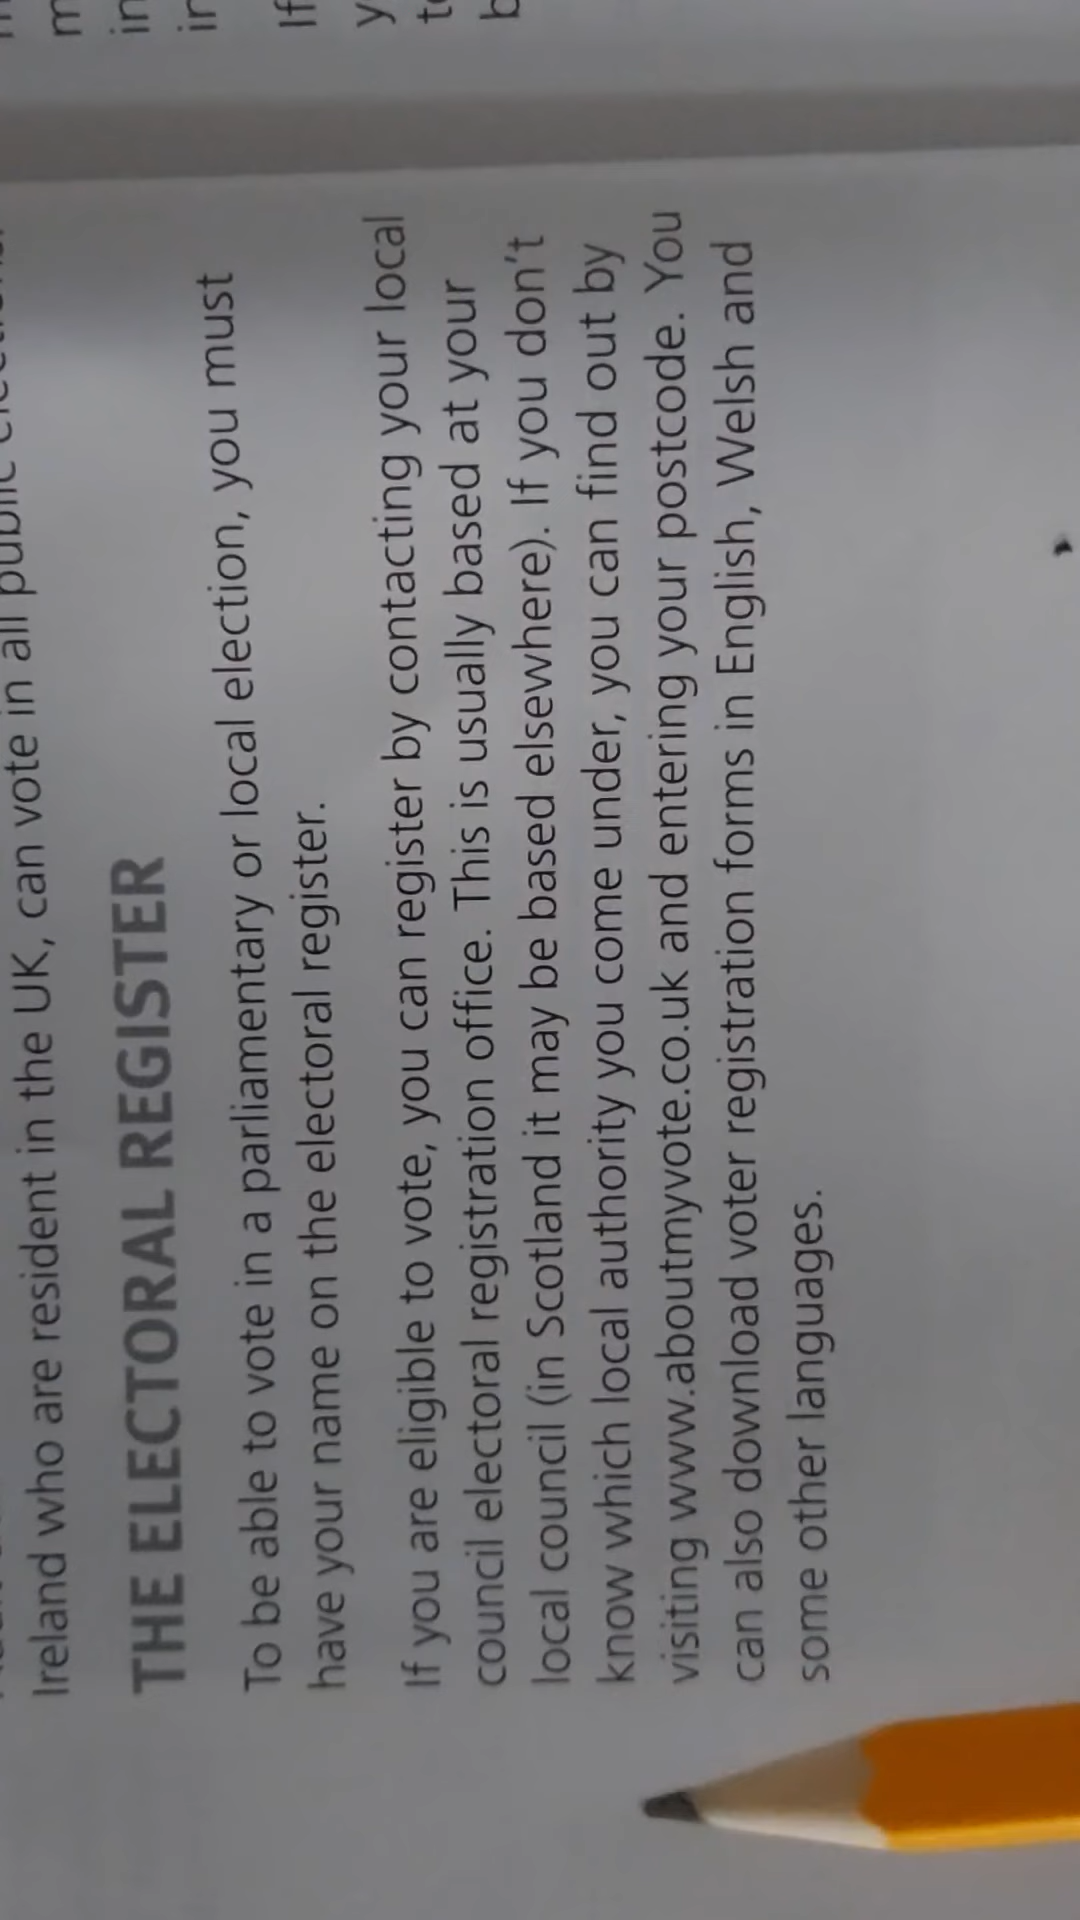 Ireland who are resident in the UK, can vote in all public
THE ELECTORAL REGISTER
To be able to vote in a parliamentary or local election, you must
have your name on the electoral register.
If you are eligible to vote, you can register by contacting your local
council electoral registration office. This is usually based at your
local council (in Scotland it may be based elsewhere). If you don't
know which local authority you come under, you can find out by
visiting www.aboutmyvote.co.uk and entering your postcode. You
can also download voter registration forms in English, Welsh and
some other languages.